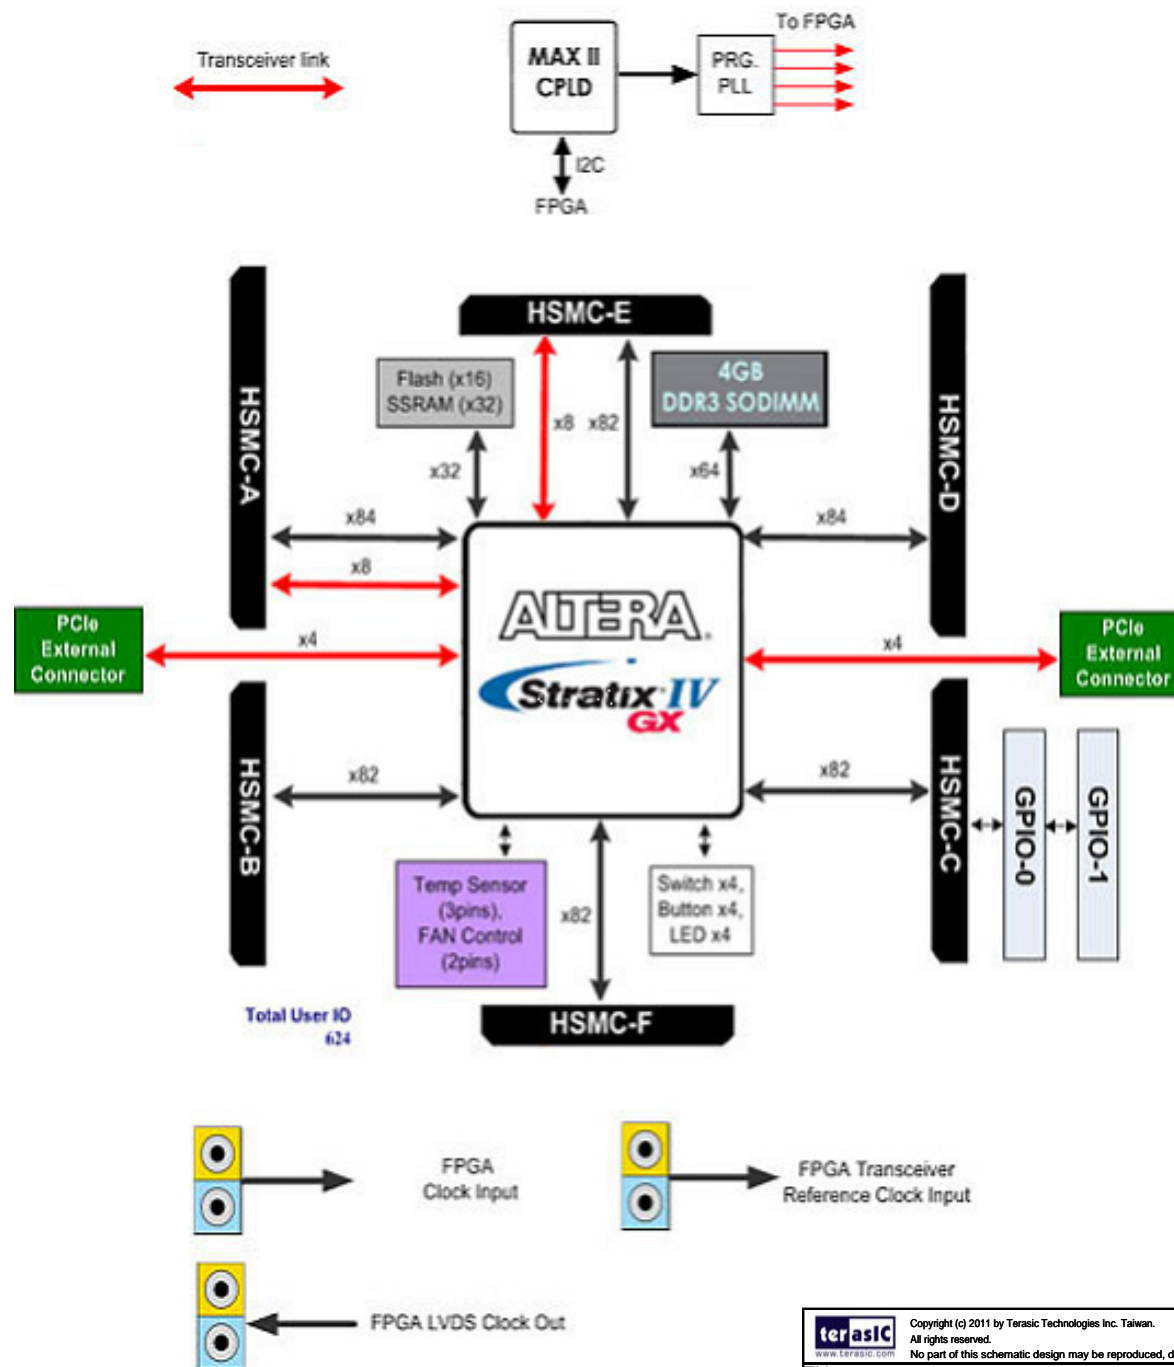 To FPGA
Transceiver link
MAX II
CPLD
PRG.
PLL
I2C
FPGA
HSMC-E
Flash (x16)
SSRAM (x32)
4GB
DDR3 SODIMM
HSMC-A
HSMC-D
x8
x82
x32
x64
x84
x84
x8
ALTERA.
PCIe
External
Connector
x4
x4
PCIe
External
Connector
Stratix IV
GX
HSMC-B
x82
x82
HSMC-C
GPIO-0
GPIO-1
Temp Sensor
(3pins),
FAN Control
(2pins)
x82
Switch x4,
Button x4,
LED x4
Total User IO
624
HSMC-F
FPGA
Clock Input
FPGA Transceiver
Reference Clock Input
FPGA LVDS Clock Out
terasIC
www.terasic.com
Copyright (c) 2011 by Terasic Technologies Inc. Taiwan.
All rights reserved.
No part of this schematic design may be reproduced, d